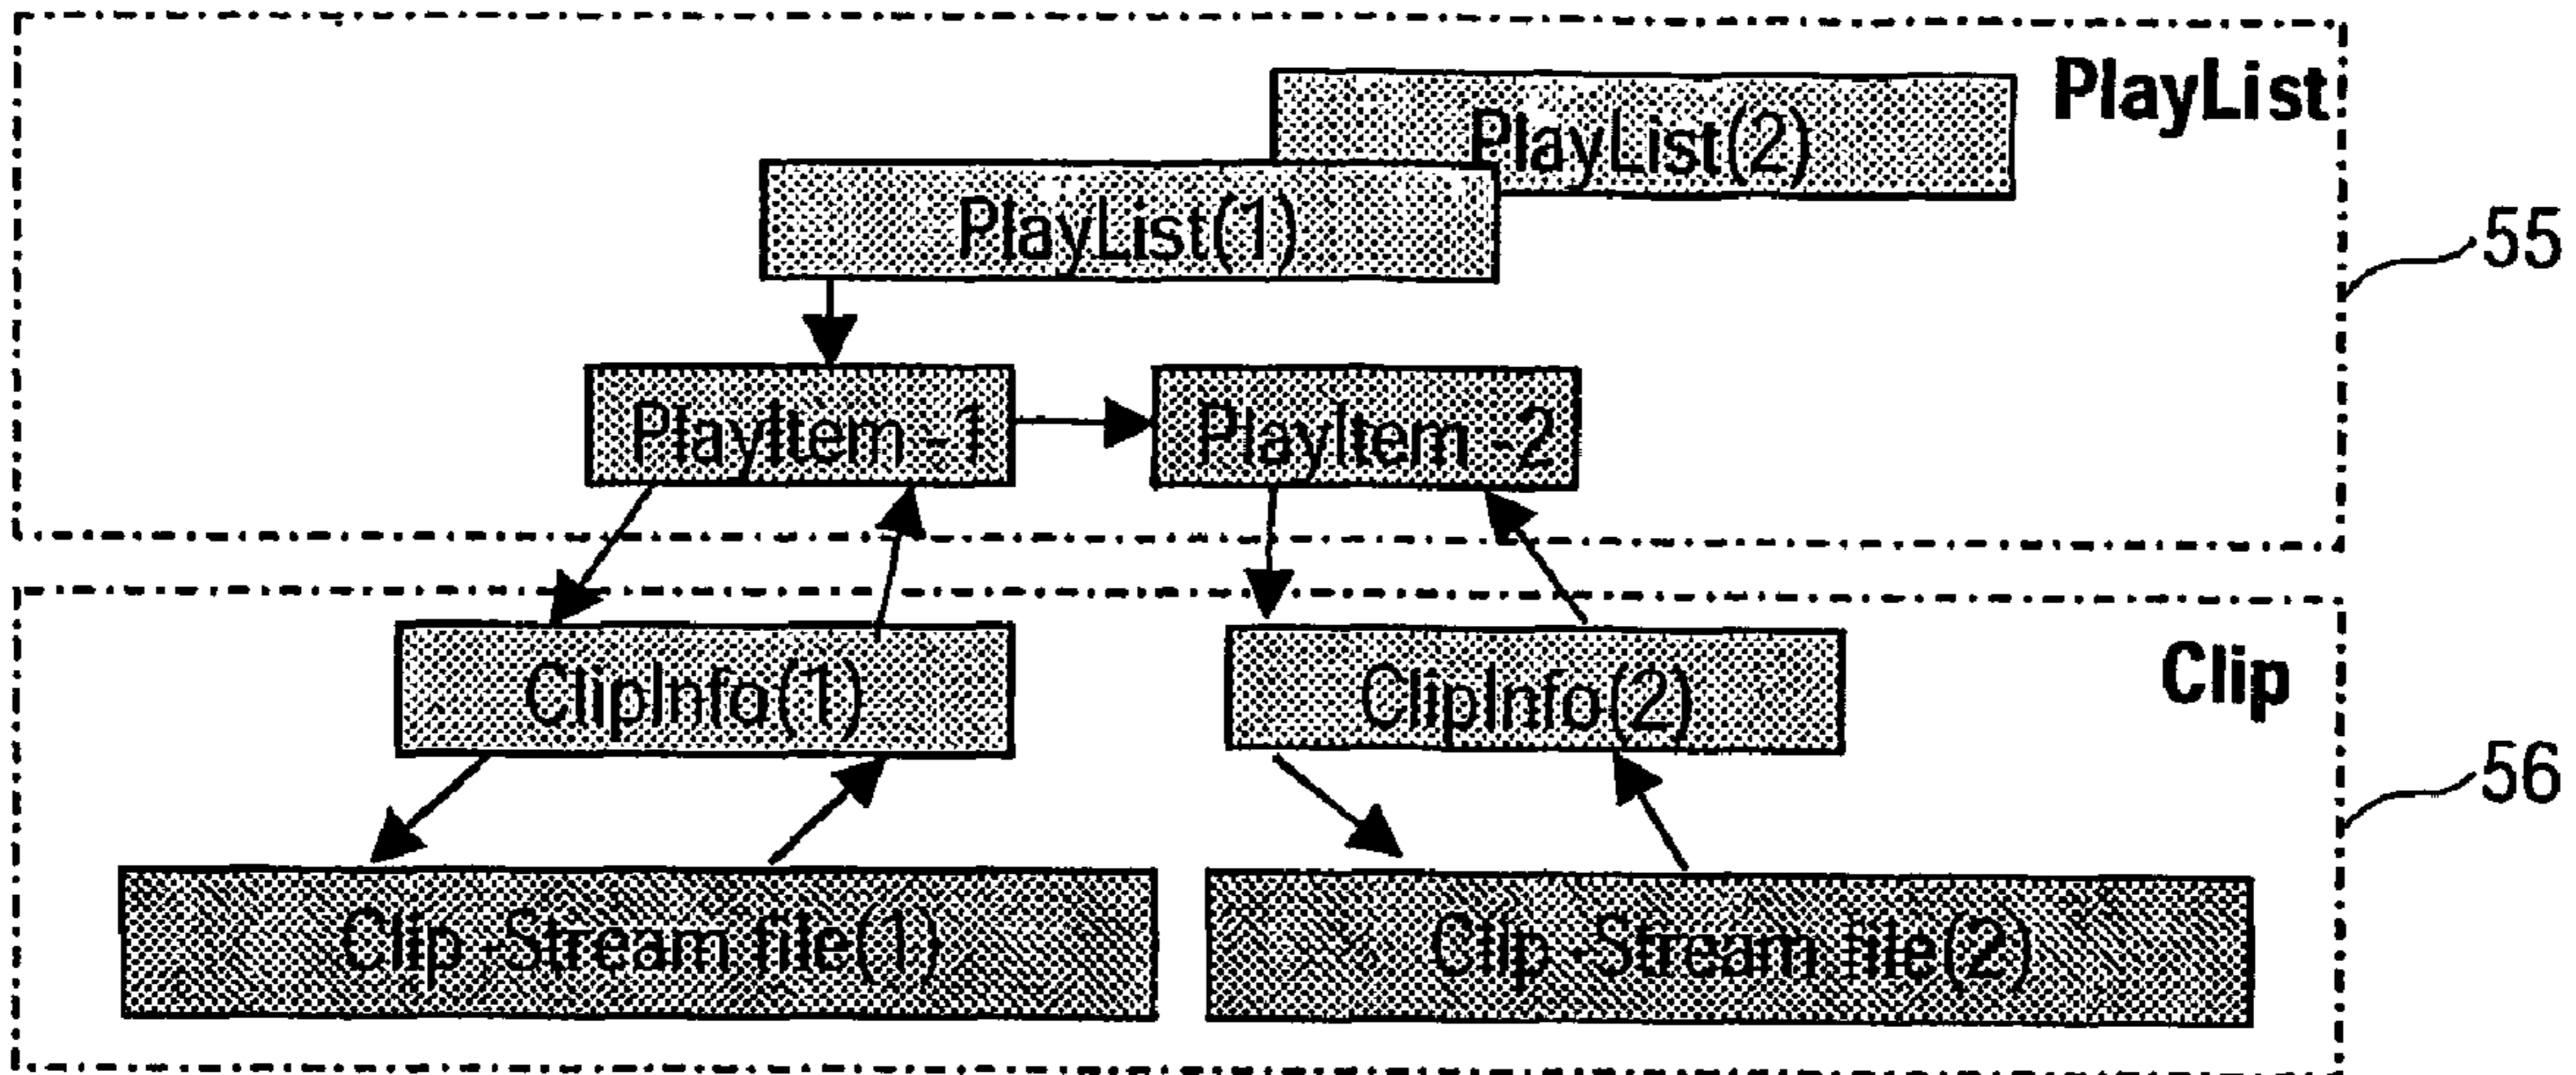 PlayList
PlayList(2)
PlayList(1)
55
PlayItem -1
PlayItem -2
ClipInfo(1)
ClipInfo(2)
Clip
56
Clip -Stream file(1)
Clip -Stream file(2)